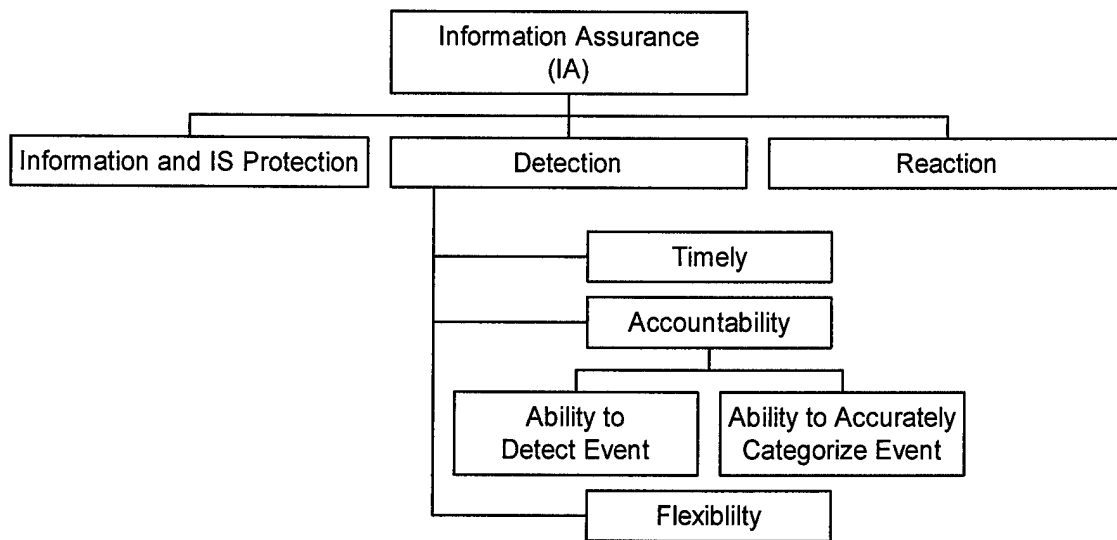 Information Assurance
(IA)
Information and IS Protection
Detection
Reaction
Timely
Accountability
Ability to
Detect Event
Ability to Accurately
Categorize Event
Flexiblilty